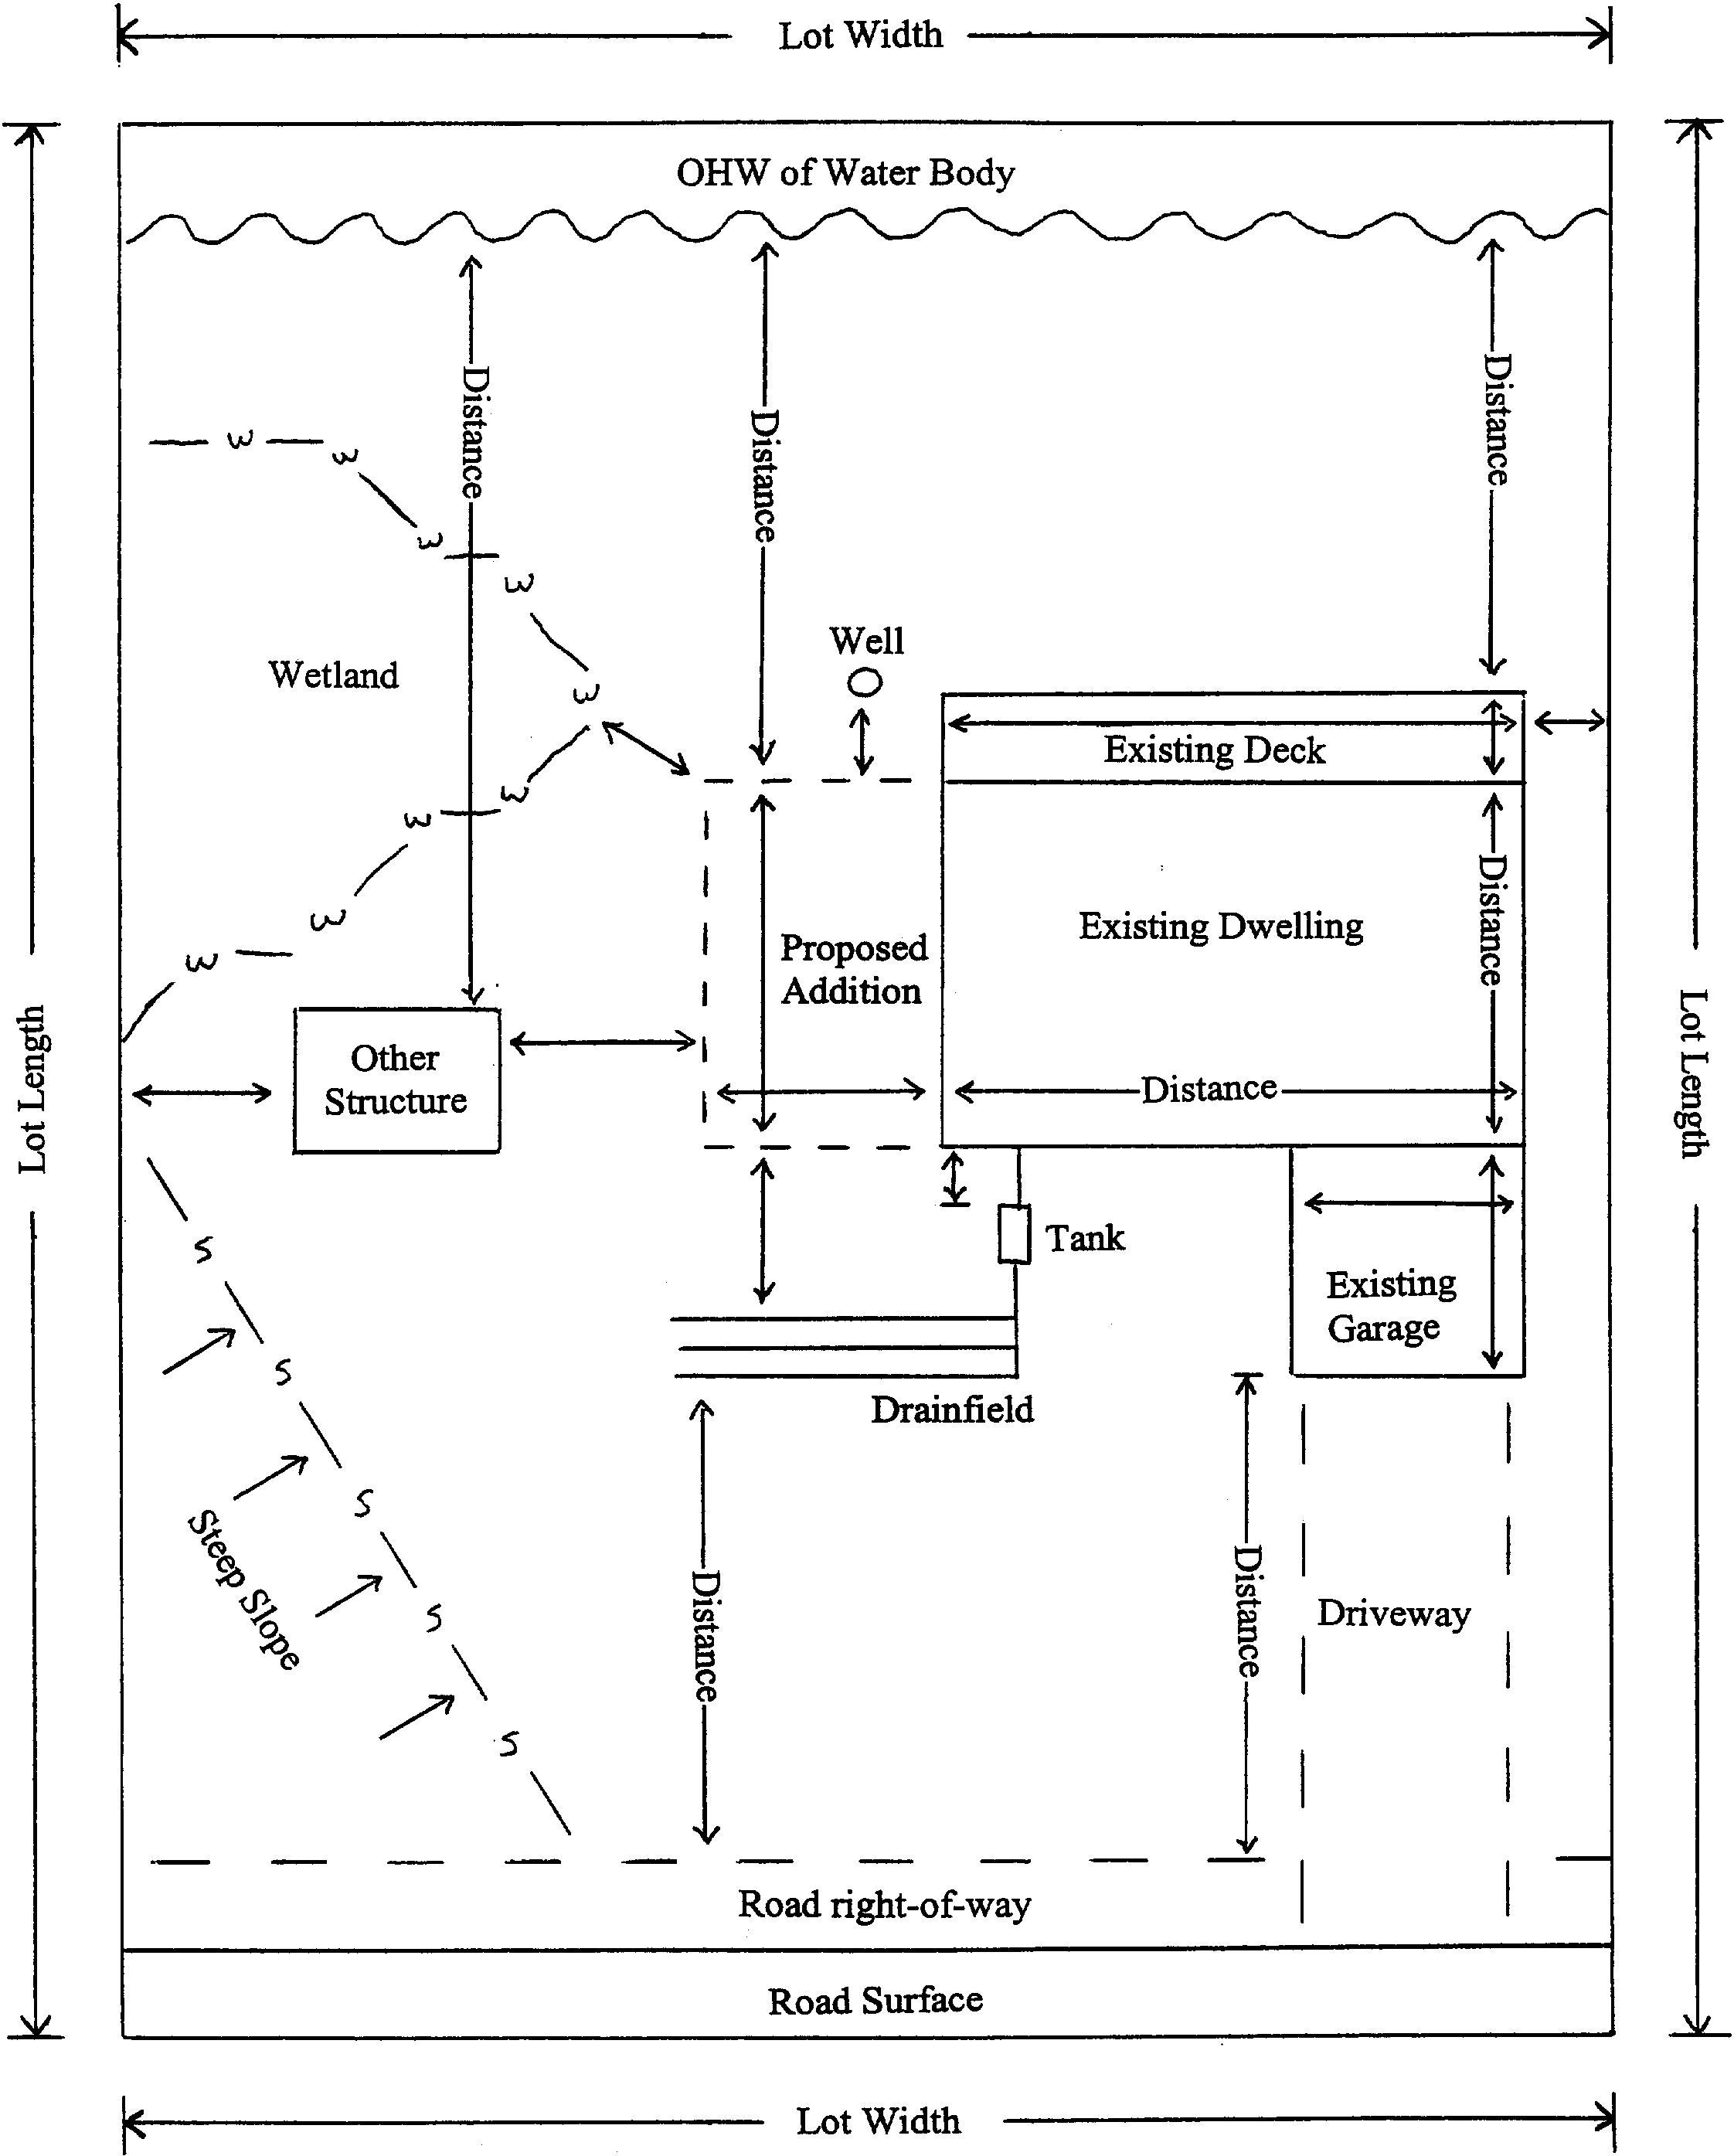 Lot Width
OHW of Water Body
Distance
Distance
Distance
w
w
w
w
w
w
w
w
w
Wetland
Well
Existing Deck
Existing Dwelling
Distance
Proposed
Addition
Distance
Other
Structure
Lot Length
Lot Length
Tank
Existing
Garage
Drainfield
S
S
S
S
S
Steep Slope
Distance
Distance
Driveway
Road right-of-way
Road Surface
Lot Width